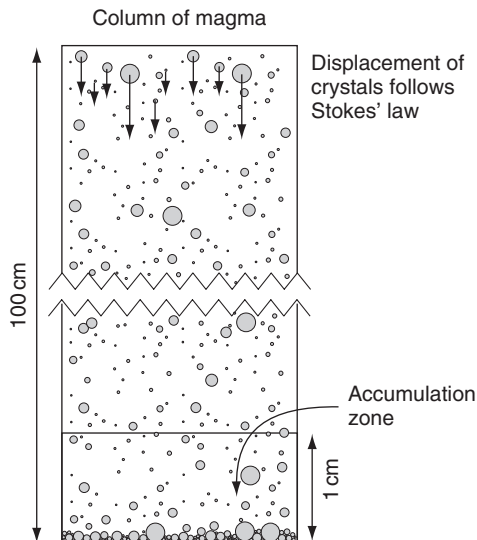 Column of magma
Displacement of
crystals follows
Stokes’ law
100 cm
Accumulation
zone
1 cm